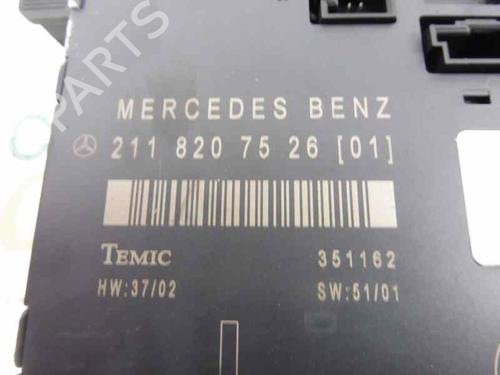 MERCEDES BENZ
211 820 75 26 [01]
TEMIC 351162
HW:37/02 SW:51/01